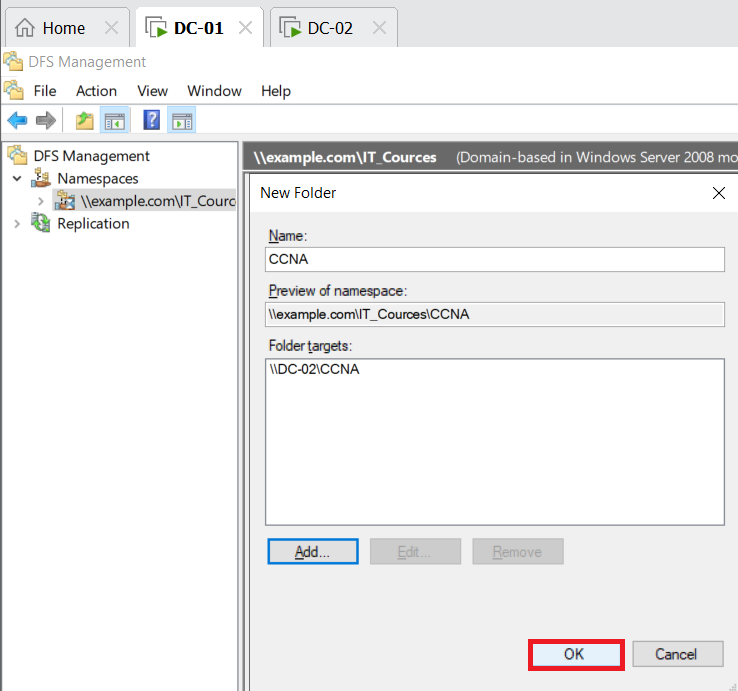 Home
DC-01
DC-02
DFS Management
File Action View Window Help
DFS Management
Namespaces
\\example.com\IT_Courc
Replication
\\example.com\IT_Cources (Domain-based in Windows Server 2008 mo
New Folder
Name:
CCNA
Preview of namespace:
\\example.com\IT_Cources\CCNA
Folder targets:
\\DC-02\CCNA
Add... Edit... Remove
OK Cancel